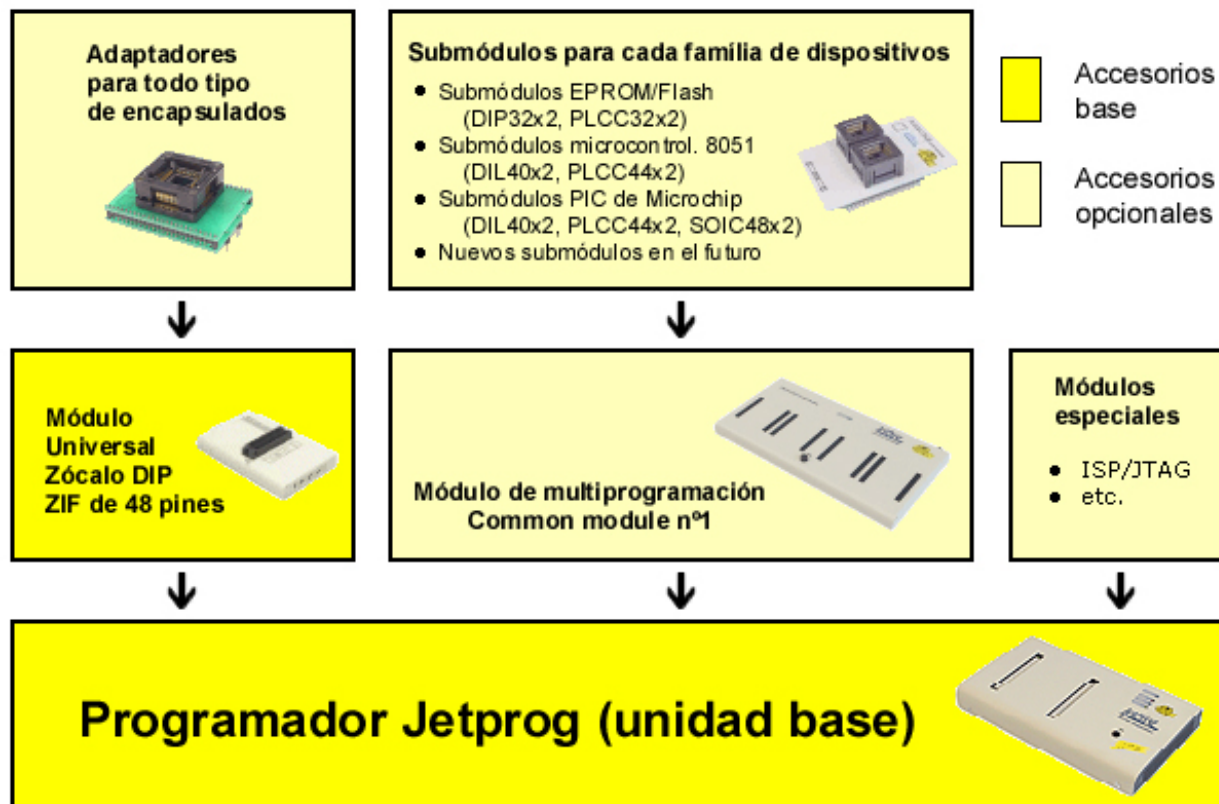 Adaptadores
para todo tipo
de encapsulados
Submódulos para cada família de dispositivos
● Submódulos EPROM/Flash
(DIP32x2, PLCC32x2)
● Submódulos microcontrol. 8051
(DIL40x2, PLCC44x2)
● Submódulos PIC de Microchip
(DIL40x2, PLCC44x2, SOIC48x2)
● Nuevos submódulos en el futuro
Accesorios
base
Accesorios
opcionales
Módulo
Universal
Zócalo DIP
ZIF de 48 pines
Módulo de multiprogramación
Common module nº1
Módulos
especiales
● ISP/JTAG
● etc.
Programador Jetprog (unidad base)